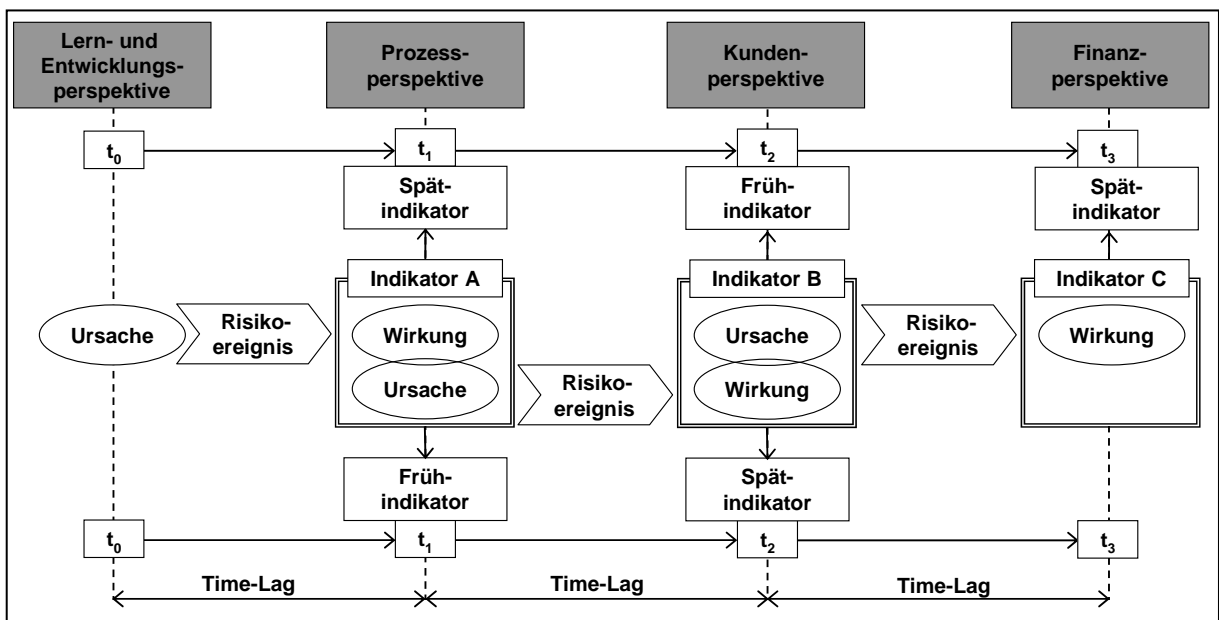 Lern- und
Entwicklungs-
perspektive
Prozess-
perspektive
Kunden-
perspektive
Finanz-
perspektive
t₀
t₁
t₂
t₃
Spät-
indikator
Früh-
indikator
Spät-
indikator
Indikator A
Indikator B
Indikator C
Ursache
Risiko-
ereignis
Wirkung
Ursache
Risiko-
ereignis
Ursache
Wirkung
Risiko-
ereignis
Wirkung
Früh-
indikator
Spät-
indikator
t₀
t₁
t₂
t₃
Time-Lag
Time-Lag
Time-Lag